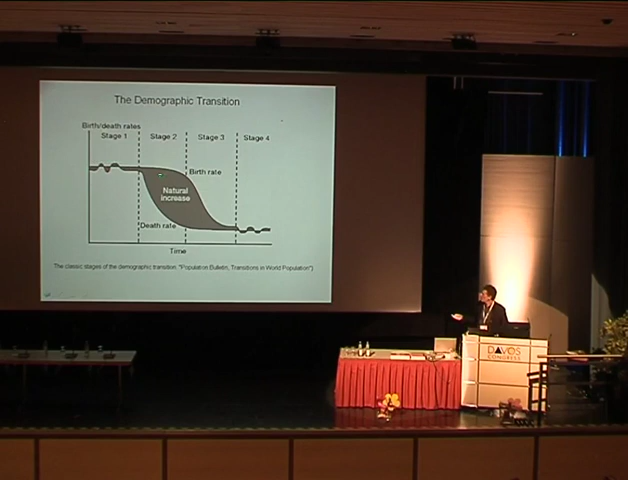 The Demographic Transition
Birth/death rates
Stage 1 Stage 2 Stage 3 Stage 4
Birth rate
Natural
increase
Death rate
Time
The classic stages of the demographic transition. "Population Bulletin, Transitions in World Population")
DAVOS
CONGRESS